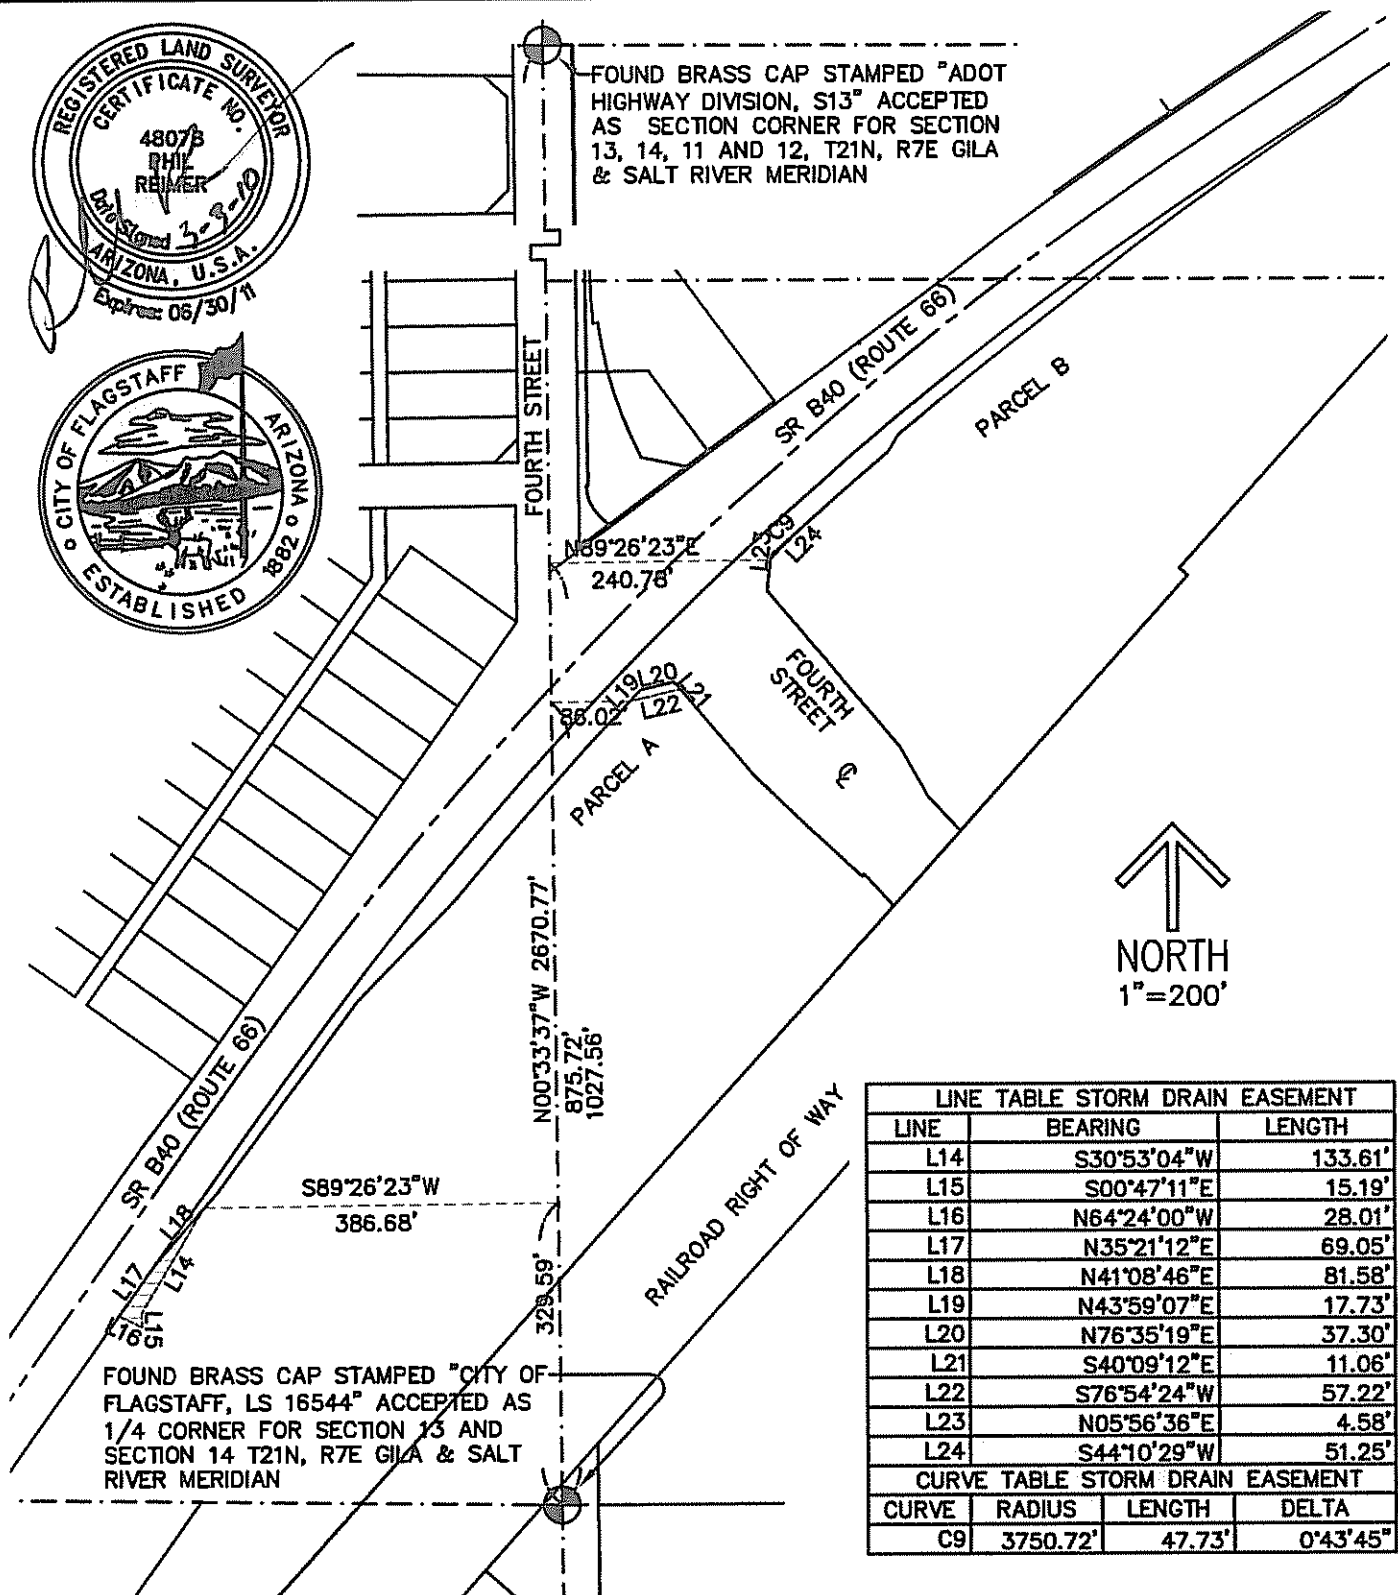 REGISTERED LAND SURVEYOR
CERTIFICATE NO.
48073
PHIL
REIMER
Date Signed 3-3-10
ARIZONA, U.S.A.
Expires: 06/30/11
FOUND BRASS CAP STAMPED "ADOT
HIGHWAY DIVISION, S13" ACCEPTED
AS SECTION CORNER FOR SECTION
13, 14, 11 AND 12, T21N, R7E GILA
& SALT RIVER MERIDIAN
CITY OF FLAGSTAFF ARIZONA
ESTABLISHED 1882
FOURTH STREET
SR B40 (ROUTE 66)
PARCEL B
N89°26'23"E
240.78'
L23
C9
L24
FOURTH
STREET
86.02'
L19
L20
L21
L22
PARCEL A
NORTH
1"=200'
N00°33'37"W 2670.77'
875.72'
1027.56'
SR B40 (ROUTE 66)
S89°26'23"W
386.68'
RAILROAD RIGHT OF WAY
L18
L14
L17
L16
L15
329.59'
FOUND BRASS CAP STAMPED "CITY OF
FLAGSTAFF, LS 16544" ACCEPTED AS
1/4 CORNER FOR SECTION 13 AND
SECTION 14 T21N, R7E GILA & SALT
RIVER MERIDIAN
LINE TABLE STORM DRAIN EASEMENT
LINE BEARING LENGTH
L14 S30°53'04"W 133.61'
L15 S00°47'11"E 15.19'
L16 N64°24'00"W 28.01'
L17 N35°21'12"E 69.05'
L18 N41°08'46"E 81.58'
L19 N43°59'07"E 17.73'
L20 N76°35'19"E 37.30'
L21 S40°09'12"E 11.06'
L22 S76°54'24"W 57.22'
L23 N05°56'36"E 4.58'
L24 S44°10'29"W 51.25'
CURVE TABLE STORM DRAIN EASEMENT
CURVE RADIUS LENGTH DELTA
C9 3750.72' 47.73' 0°43'45"